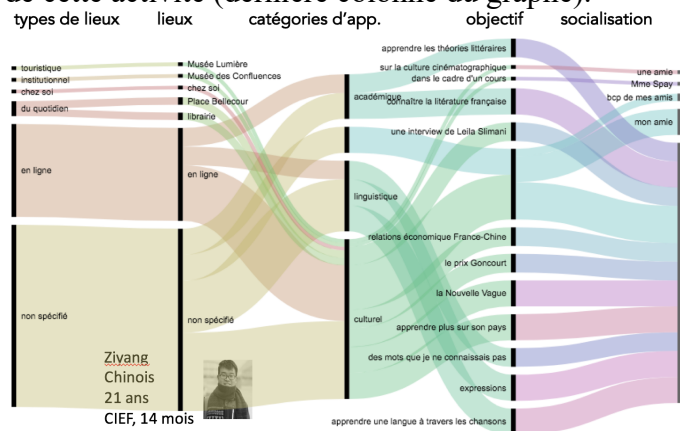 de cette activité (dernière colonne du graphe).
types de lieux lieux catégories d'app. objectif socialisation
touristique
institutionnel
chez soi
du quotidien
en ligne
non spécifié
Musée Lumière
Musée des Confluences
chez soi
Place Bellecour
librairie
en ligne
non spécifié
académique
linguistique
culturel
apprendre les théories littéraires
sur la culture cinématographique
dans le cadre d'un cours
connaître la litérature française
une interview de Leila Slimani
relations économique France-Chine
le prix Goncourt
la Nouvelle Vague
apprendre plus sur son pays
des mots que je ne connaissais pas
expressions
apprendre une langue à travers les chansons
une amie
Mme Spay
bcp de mes amis
mon amie
Ziyang
Chinois
21 ans
CIEF, 14 mois